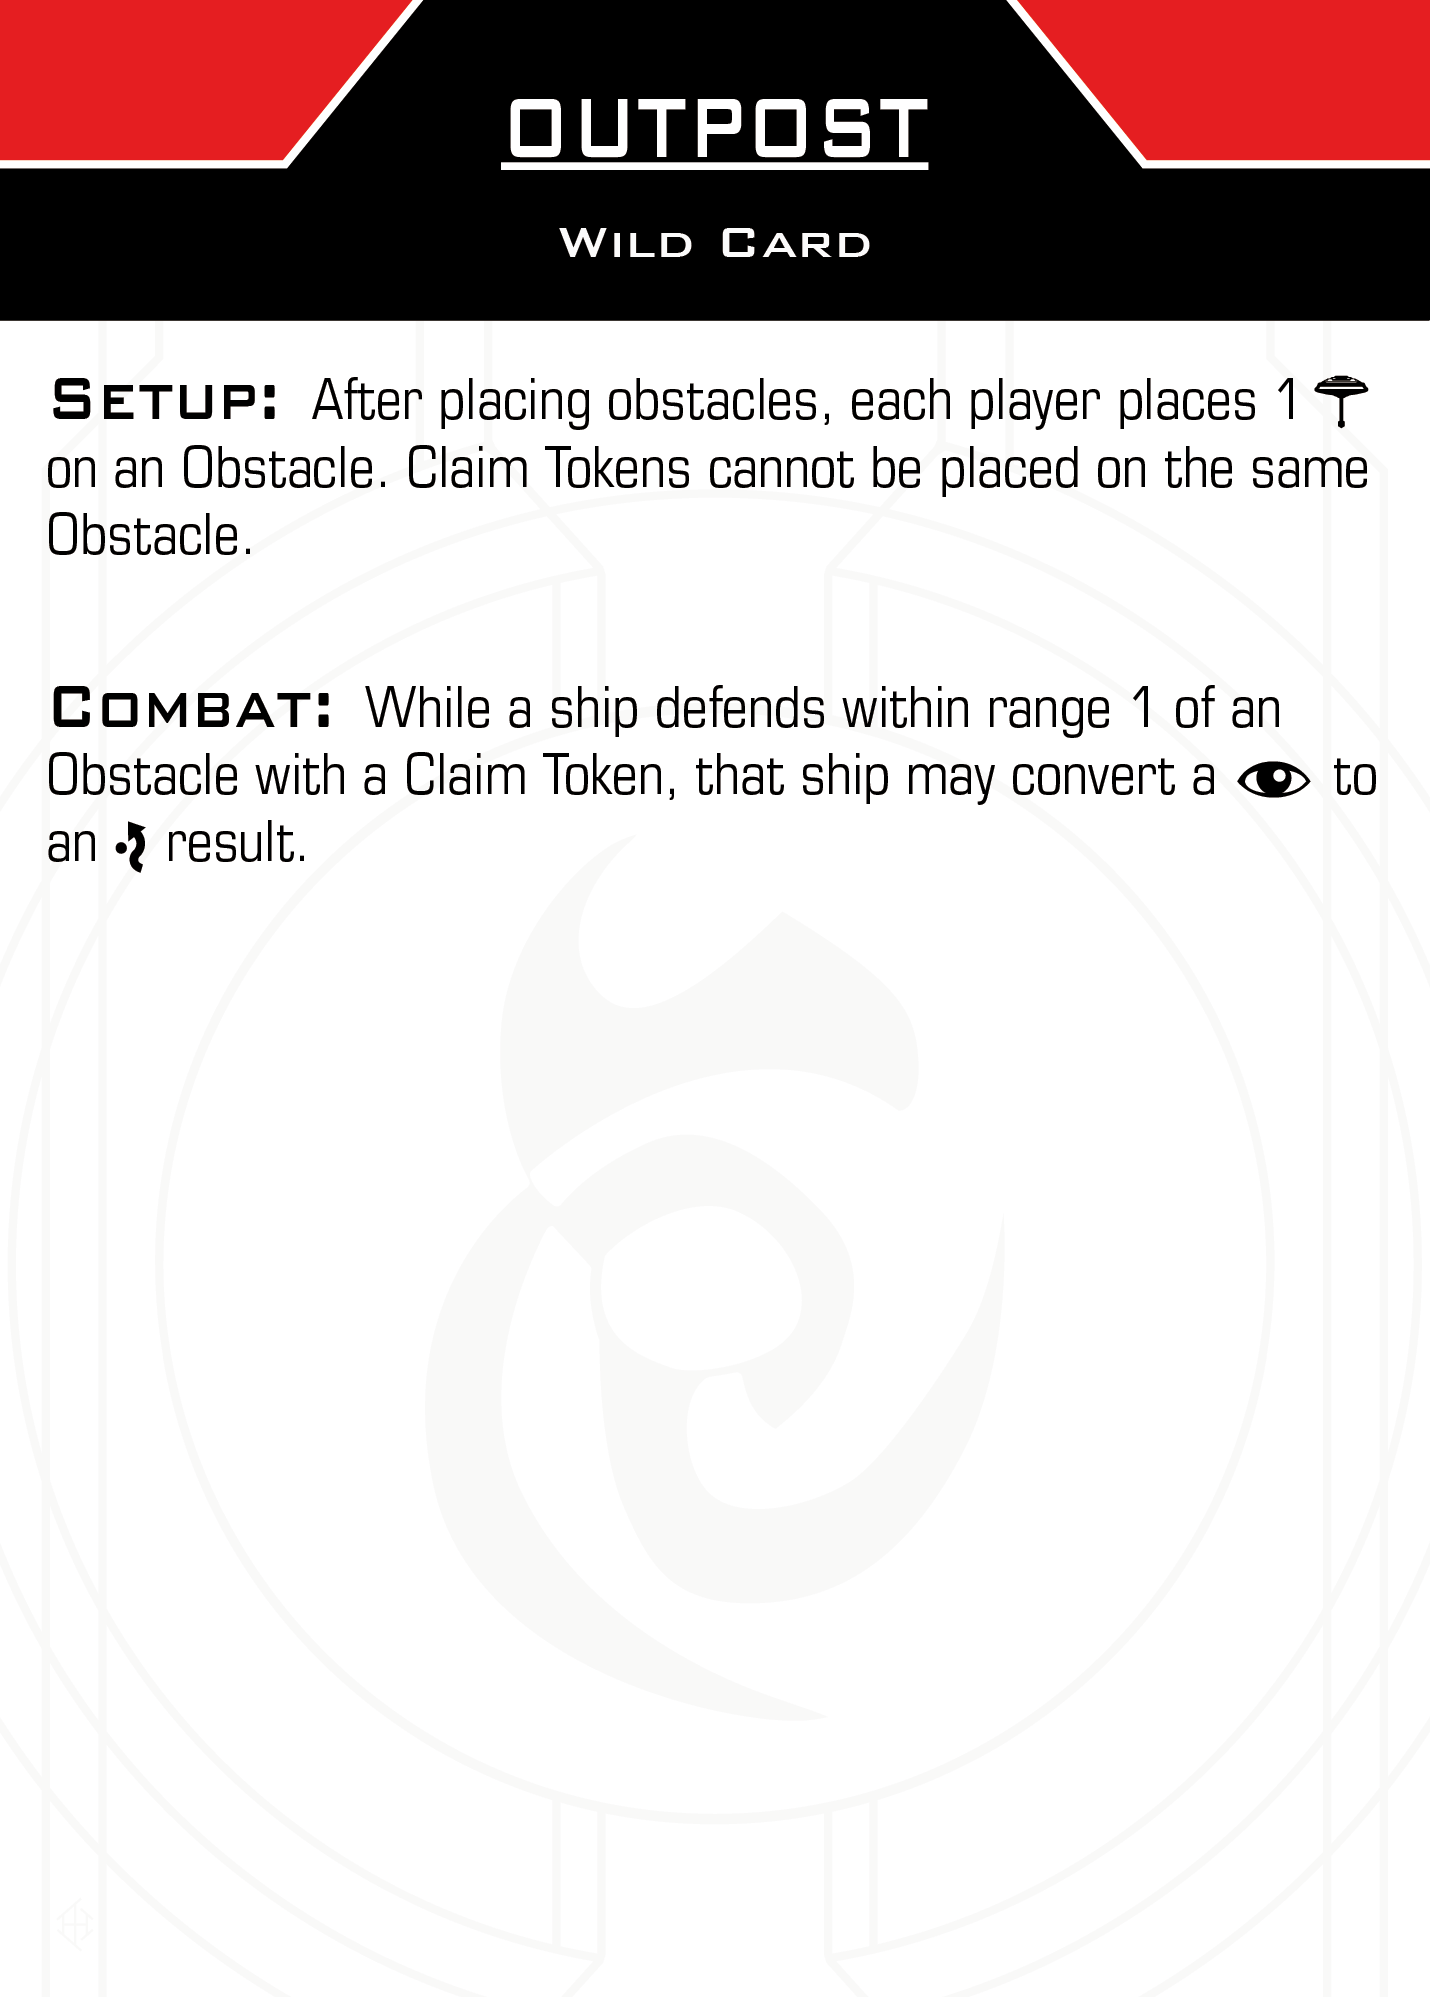 OUTPOST
WILD CARD
SETUP: After placing obstacles, each player places 1
on an Obstacle. Claim Tokens cannot be placed on the same
Obstacle.
COMBAT: While a ship defends within range 1 of an
Obstacle with a Claim Token, that ship may convert a to
an result.